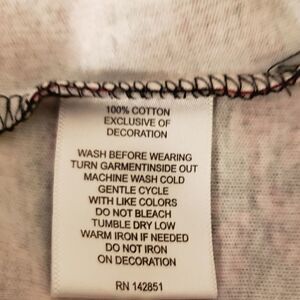 100% COTTON
EXCLUSIVE OF
DECORATION
WASH BEFORE WEARING
TURN GARMENTINSIDE OUT
MACHINE WASH COLD
GENTLE CYCLE
WITH LIKE COLORS
DO NOT BLEACH
TUMBLE DRY LOW
WARM IRON IF NEEDED
DO NOT IRON
ON DECORATION
RN 142851